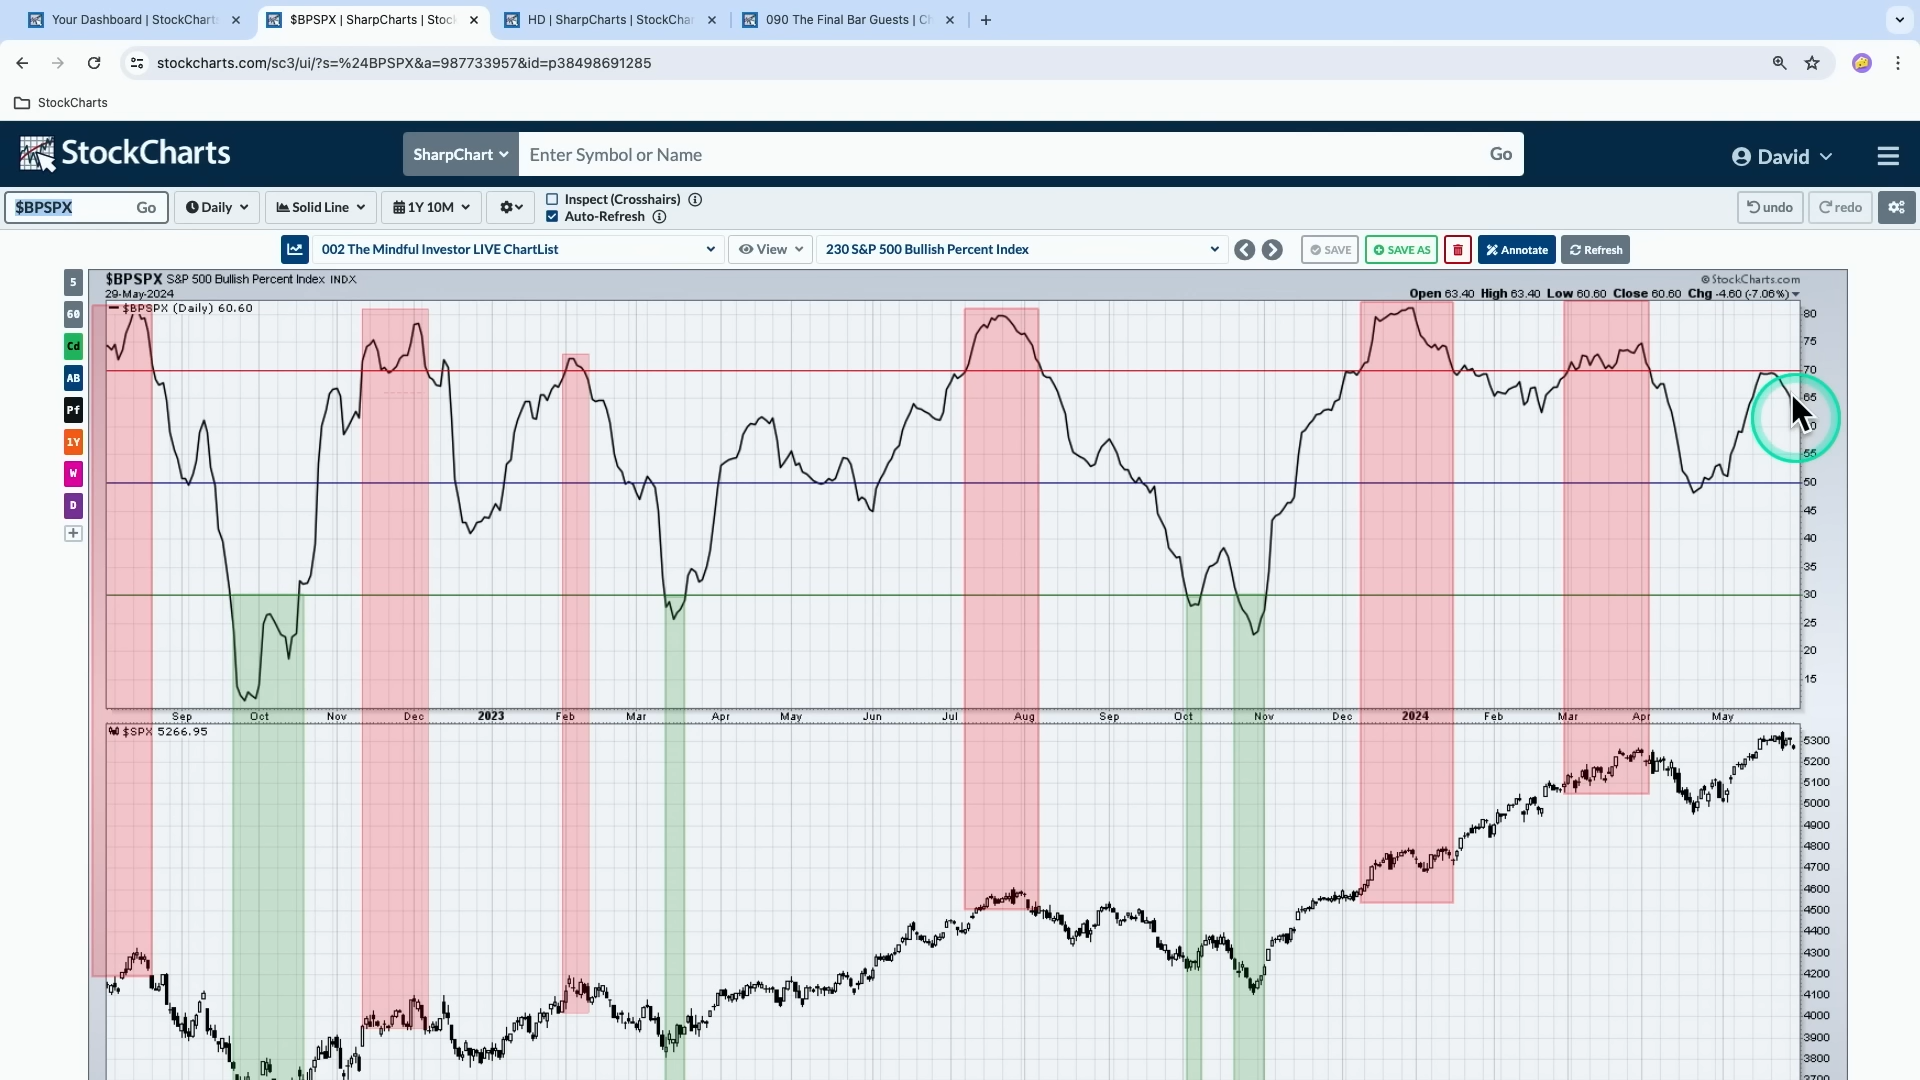 Your Dashboard | StockChart
$BPSPX | SharpCharts | Stock
HD | SharpCharts | StockChar
090 The Final Bar Guests | C
stockcharts.com/sc3/ui/?s=%24BPSPX&a=987733957&id=p38498691285
StockCharts
StockCharts
SharpChart
Enter Symbol or Name
Go
David
$BPSPX
Go
Daily
Solid Line
1Y 10M
Inspect (Crosshairs)
Auto-Refresh
undo
redo
002 The Mindful Investor LIVE ChartList
View
230 S&P 500 Bullish Percent Index
SAVE
SAVE AS
Annotate
Refresh
5
60
Cd
AB
Pf
1Y
W
D
$BPSPX S&P 500 Bullish Percent Index INDX
© StockCharts.com
29-May-2024
Open 63.40 High 63.40 Low 60.60 Close 60.60 Chg -4.60 (-7.06%)
$BPSPX (Daily) 60.60
80
75
70
65
55
50
45
40
35
30
25
20
15
Sep Oct Nov Dec 2023 Feb Mar Apr May Jun Jul Aug Sep Oct Nov Dec 2024 Feb Mar Apr May
$SPX 5266.95
5300
5200
5100
5000
4900
4800
4700
4600
4500
4400
4300
4200
4100
4000
3900
3800